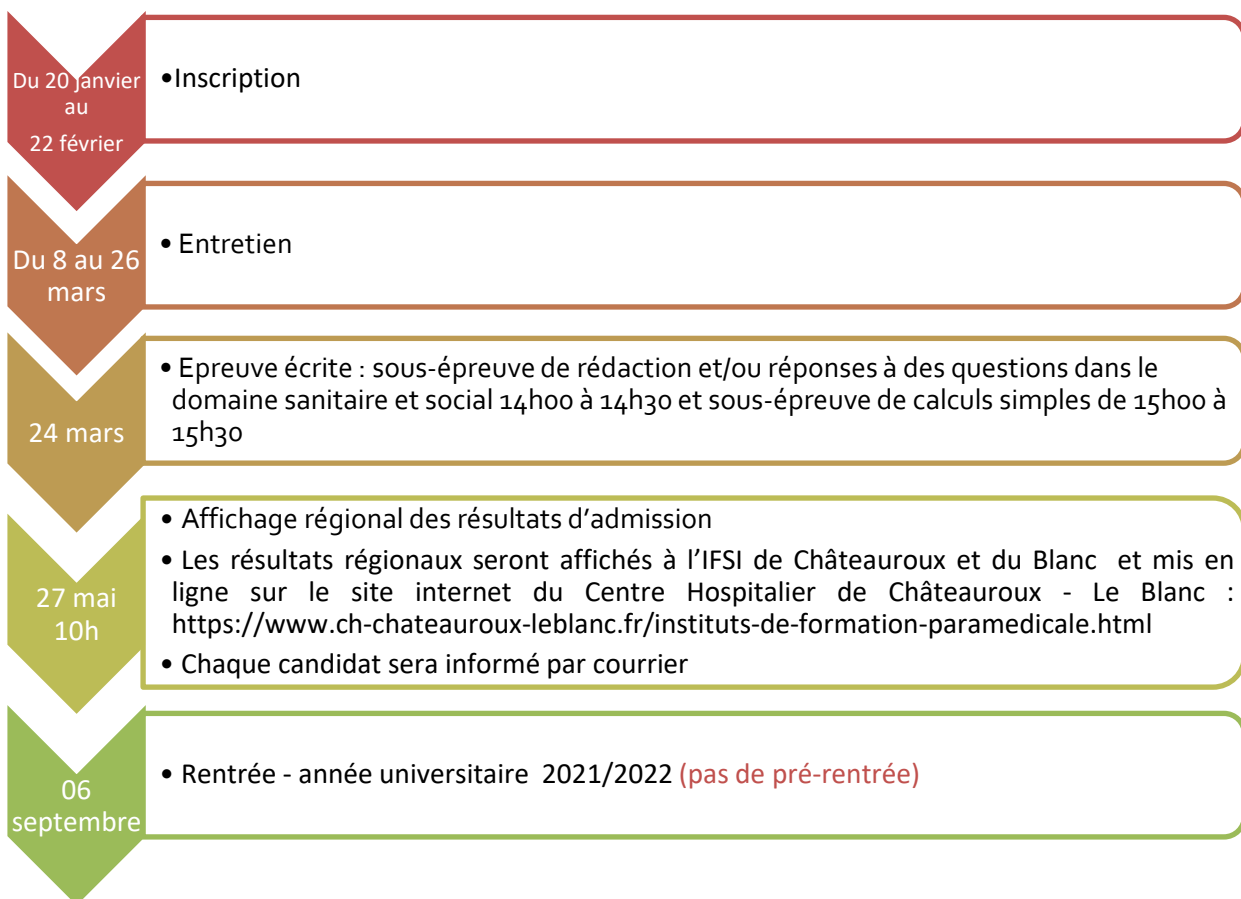 Du 20 janvier
au
22 février
•Inscription
Du 8 au 26
mars
• Entretien
24 mars
• Epreuve écrite : sous-épreuve de rédaction et/ou réponses à des questions dans le
domaine sanitaire et social 14h00 à 14h30 et sous-épreuve de calculs simples de 15h00 à
15h30
27 mai
10h
• Affichage régional des résultats d’admission
• Les résultats régionaux seront affichés à l’IFSI de Châteauroux et du Blanc et mis en
ligne sur le site internet du Centre Hospitalier de Châteauroux - Le Blanc :
https://www.ch-chateauroux-leblanc.fr/instituts-de-formation-paramedicale.html
• Chaque candidat sera informé par courrier
06
septembre
• Rentrée - année universitaire 2021/2022 (pas de pré-rentrée)